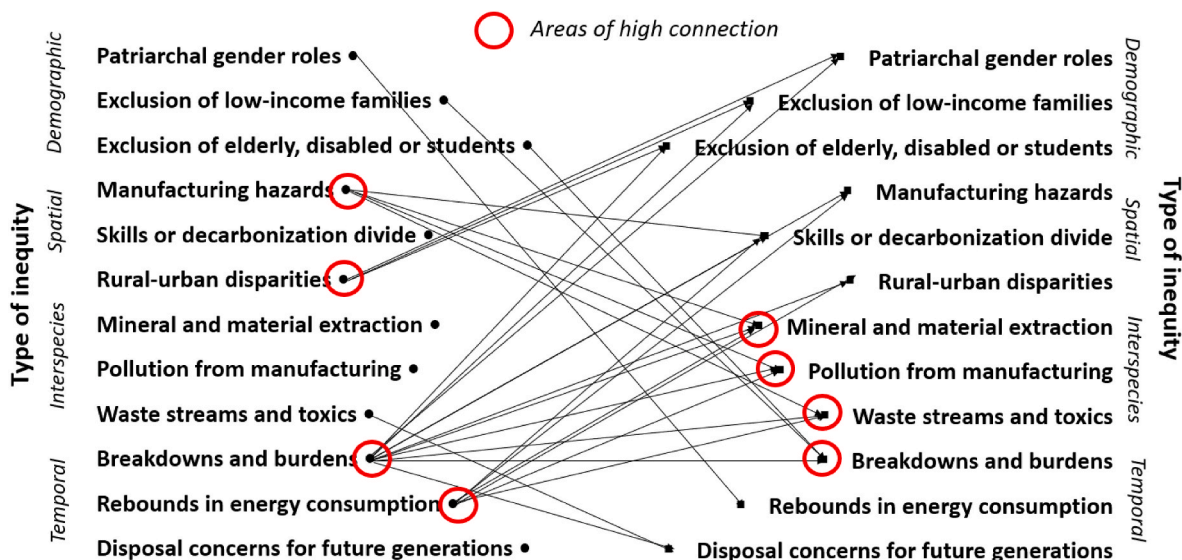 Areas of high connection
Type of inequity
Demographic
Patriarchal gender roles
Exclusion of low-income families
Exclusion of elderly, disabled or students
Spatial
Manufacturing hazards
Skills or decarbonization divide
Rural-urban disparities
Interspecies
Mineral and material extraction
Pollution from manufacturing
Waste streams and toxics
Temporal
Breakdowns and burdens
Rebounds in energy consumption
Disposal concerns for future generations
Demographic
Patriarchal gender roles
Exclusion of low-income families
Exclusion of elderly, disabled or students
Spatial
Manufacturing hazards
Skills or decarbonization divide
Rural-urban disparities
Interspecies
Mineral and material extraction
Pollution from manufacturing
Waste streams and toxics
Temporal
Breakdowns and burdens
Rebounds in energy consumption
Disposal concerns for future generations
Type of inequity